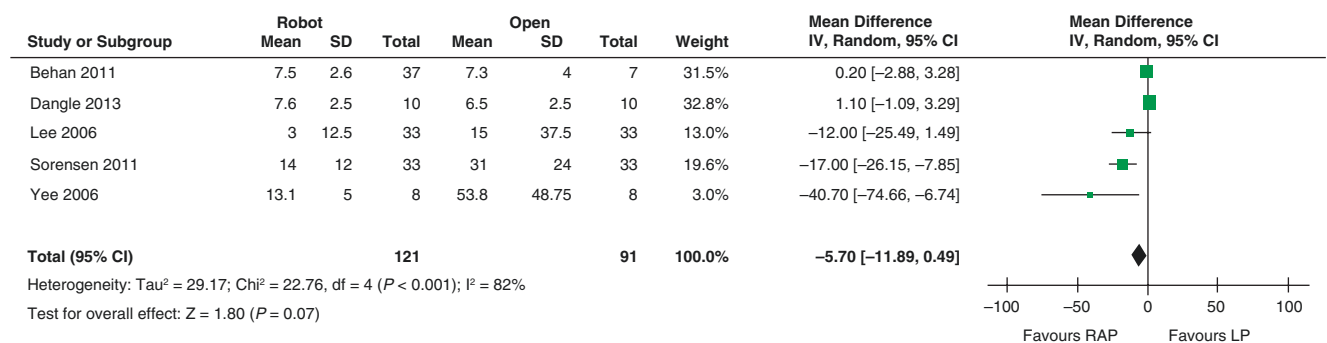 Robot Open Mean Difference Mean Difference
Study or Subgroup Mean SD Total Mean SD Total Weight IV, Random, 95% CI IV, Random, 95% CI
Behan 2011 7.5 2.6 37 7.3 4 7 31.5% 0.20 [–2.88, 3.28]
Dangle 2013 7.6 2.5 10 6.5 2.5 10 32.8% 1.10 [–1.09, 3.29]
Lee 2006 3 12.5 33 15 37.5 33 13.0% –12.00 [–25.49, 1.49]
Sorensen 2011 14 12 33 31 24 33 19.6% –17.00 [–26.15, –7.85]
Yee 2006 13.1 5 8 53.8 48.75 8 3.0% –40.70 [–74.66, –6.74]
Total (95% CI) 121 91 100.0% –5.70 [–11.89, 0.49]
Heterogeneity: Tau² = 29.17; Chi² = 22.76, df = 4 (P < 0.001); I² = 82%
Test for overall effect: Z = 1.80 (P = 0.07)
–100 –50 0 50 100
Favours RAP Favours LP